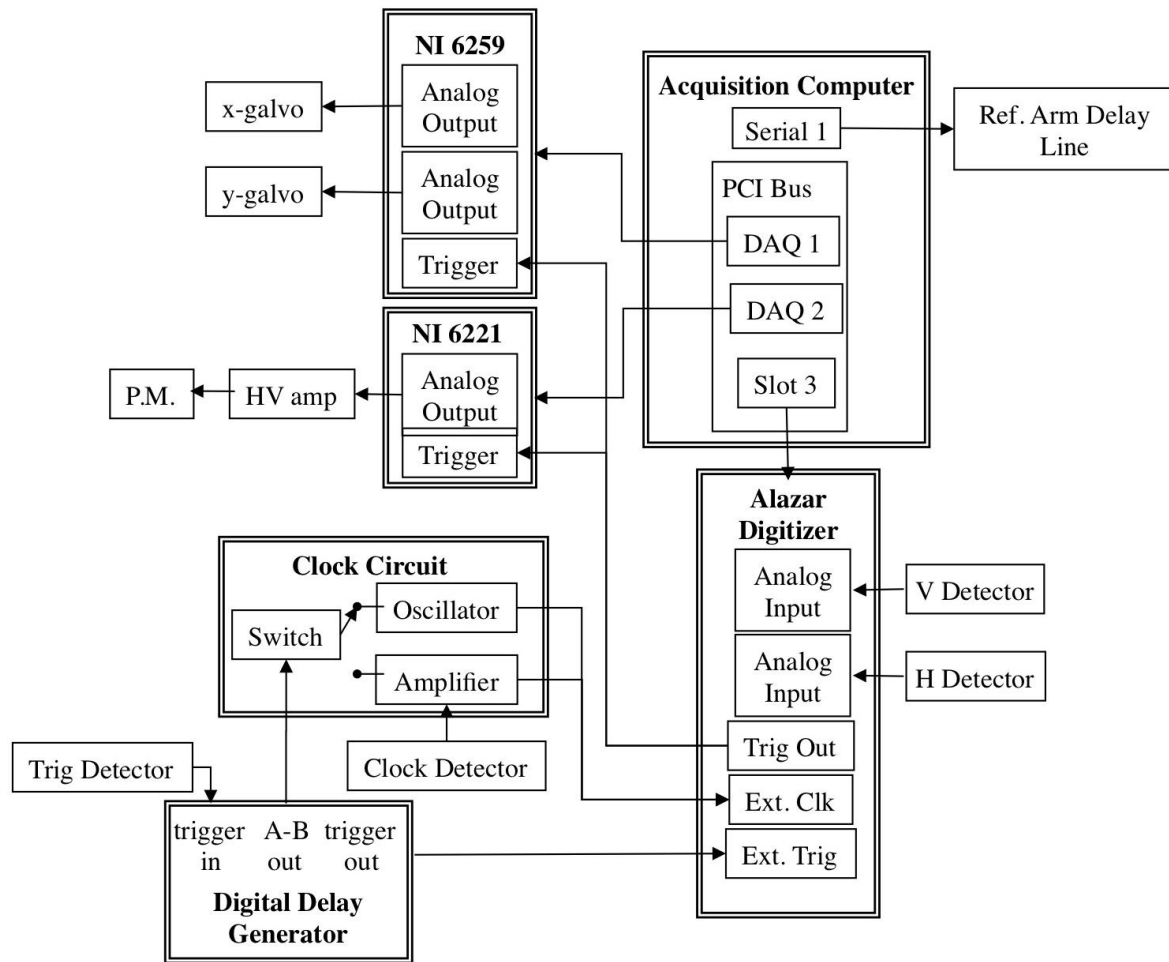 NI 6259
Analog
Output
Analog
Output
Trigger
x-galvo
y-galvo
Acquisition Computer
Serial 1
PCI Bus
DAQ 1
DAQ 2
Slot 3
Ref. Arm Delay
Line
NI 6221
Analog
Output
Trigger
HV amp
P.M.
Alazar
Digitizer
Analog
Input
Analog
Input
Trig Out
Ext. Clk
Ext. Trig
V Detector
H Detector
Clock Circuit
Oscillator
Switch
Amplifier
Trig Detector
Clock Detector
trigger A-B trigger
in out out
Digital Delay
Generator